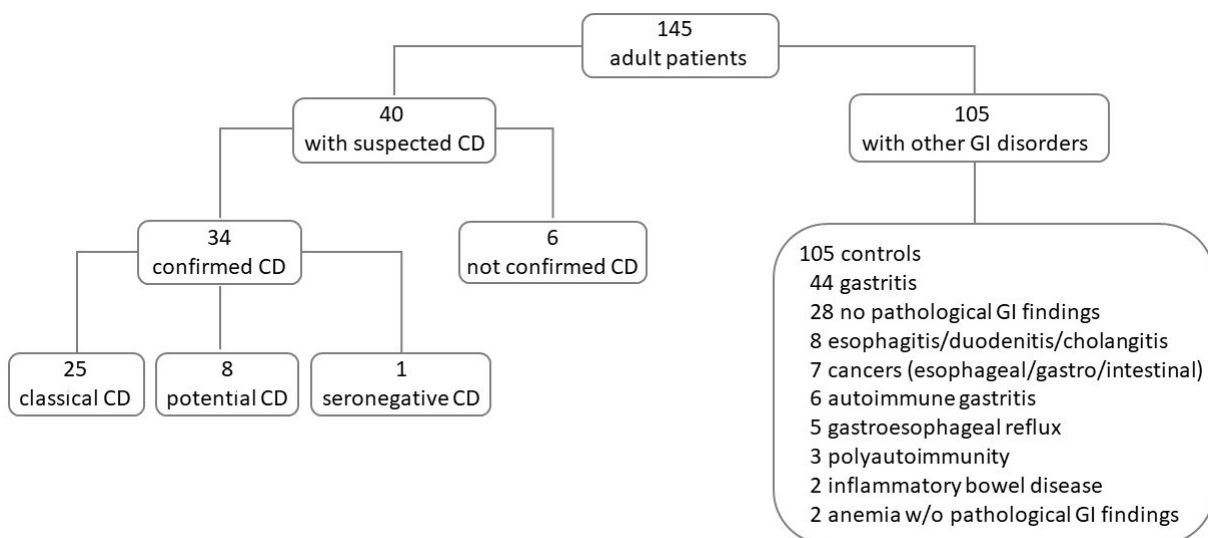 145
adult patients
40
with suspected CD
105
with other GI disorders
34
confirmed CD
6
not confirmed CD
25
classical CD
8
potential CD
1
seronegative CD
105 controls
44 gastritis
28 no pathological GI findings
8 esophagitis/duodenitis/cholangitis
7 cancers (esophageal/gastro/intestinal)
6 autoimmune gastritis
5 gastroesophageal reflux
3 polyautoimmunity
2 inflammatory bowel disease
2 anemia w/o pathological GI findings